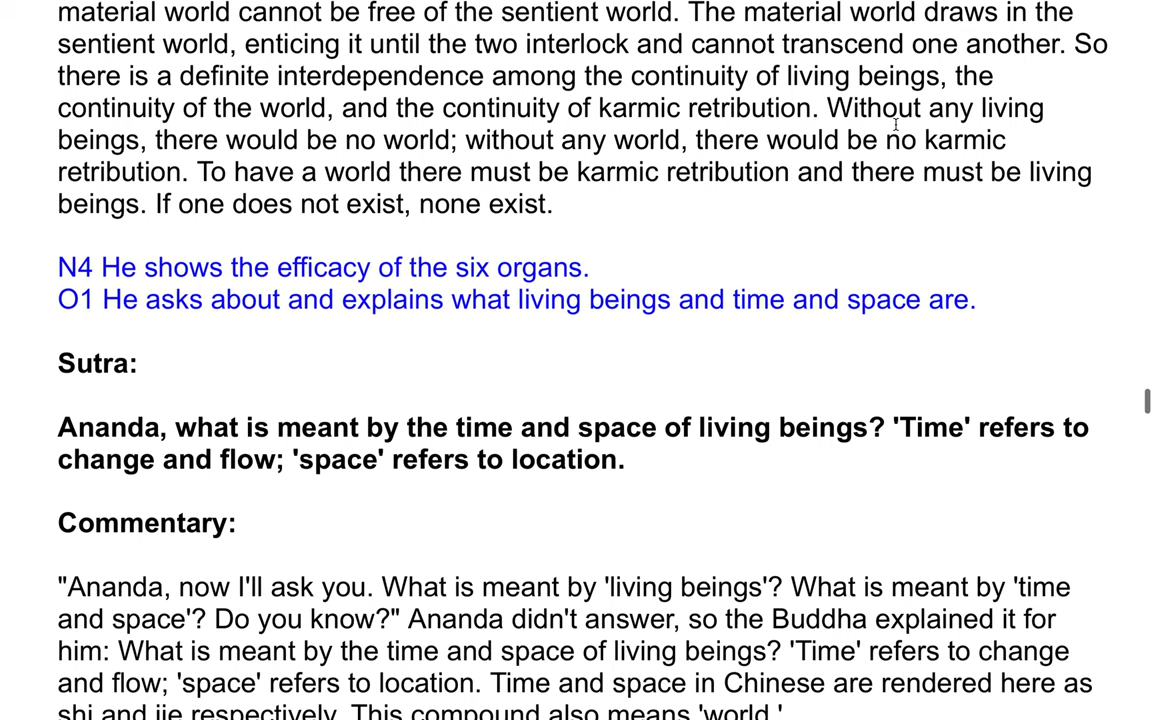 material world cannot be free of the sentient world. The material world draws in the
sentient world, enticing it until the two interlock and cannot transcend one another. So
there is a definite interdependence among the continuity of living beings, the
continuity of the world, and the continuity of karmic retribution. Without any living
beings, there would be no world; without any world, there would be no karmic
retribution. To have a world there must be karmic retribution and there must be living
beings. If one does not exist, none exist.
N4 He shows the efficacy of the six organs.
O1 He asks about and explains what living beings and time and space are.
Sutra:
Ananda, what is meant by the time and space of living beings? 'Time' refers to
change and flow; 'space' refers to location.
Commentary:
"Ananda, now I'll ask you. What is meant by 'living beings'? What is meant by 'time
and space'? Do you know?" Ananda didn't answer, so the Buddha explained it for
him: What is meant by the time and space of living beings? 'Time' refers to change
and flow; 'space' refers to location. Time and space in Chinese are rendered here as
shi and jie respectively. This compound also means 'world.'